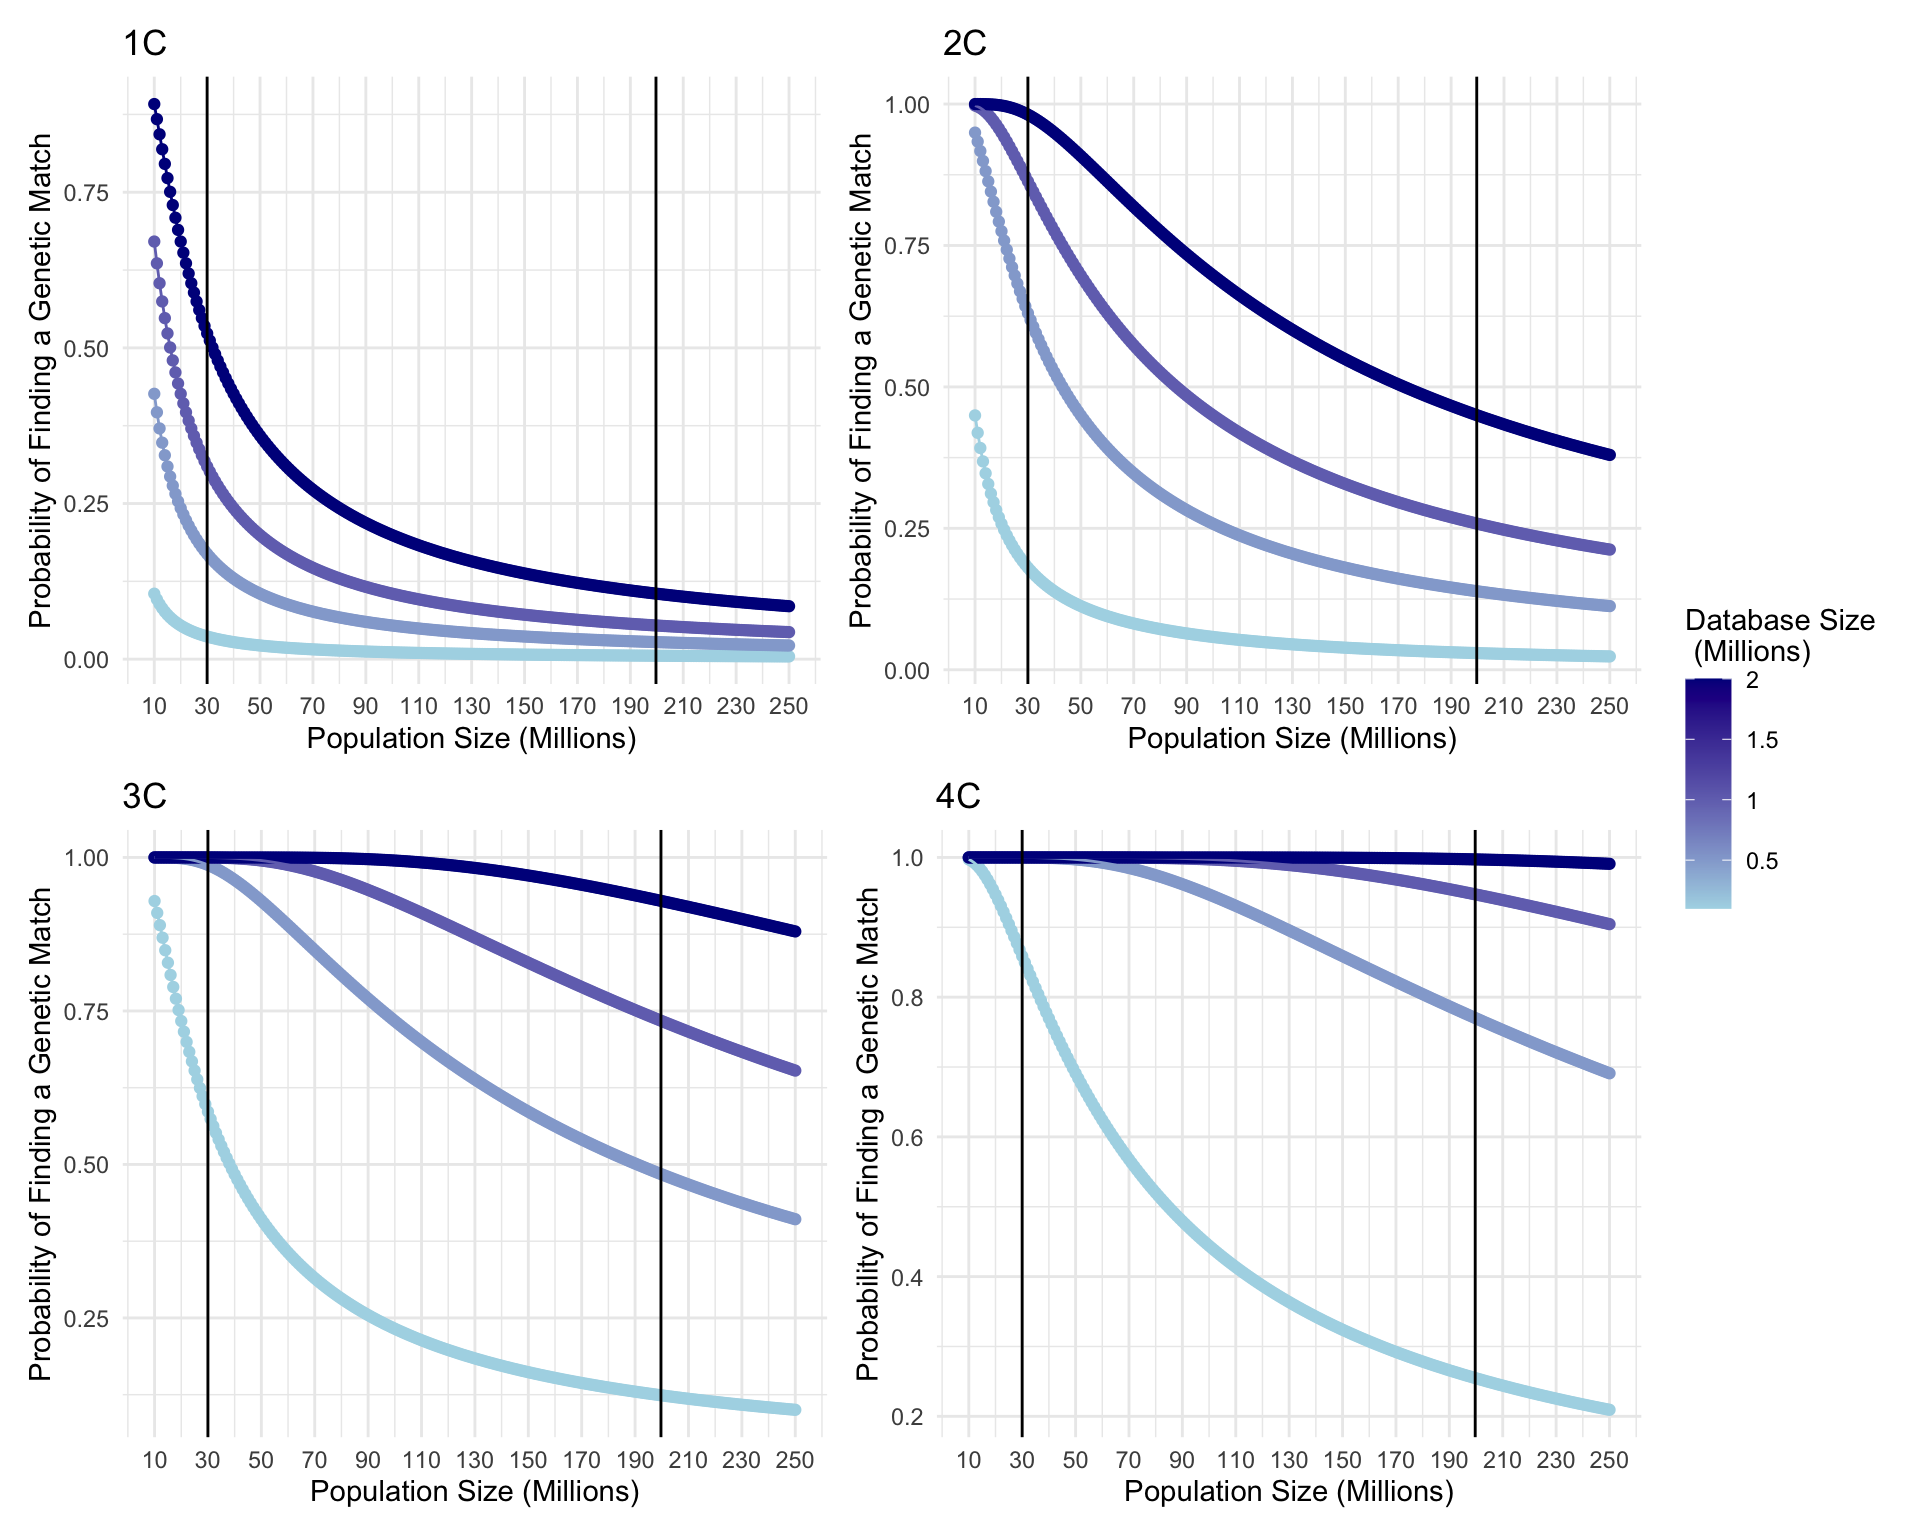 1C
Probability of Finding a Genetic Match
0.75
0.50
0.25
0.00
10 30 50 70 90 110 130 150 170 190 210 230 250
Population Size (Millions)
2C
Probability of Finding a Genetic Match
1.00
0.75
0.50
0.25
0.00
10 30 50 70 90 110 130 150 170 190 210 230 250
Population Size (Millions)
3C
Probability of Finding a Genetic Match
1.00
0.75
0.50
0.25
10 30 50 70 90 110 130 150 170 190 210 230 250
Population Size (Millions)
4C
Probability of Finding a Genetic Match
1.0
0.8
0.6
0.4
0.2
10 30 50 70 90 110 130 150 170 190 210 230 250
Population Size (Millions)
Database Size
(Millions)
2
1.5
1
0.5